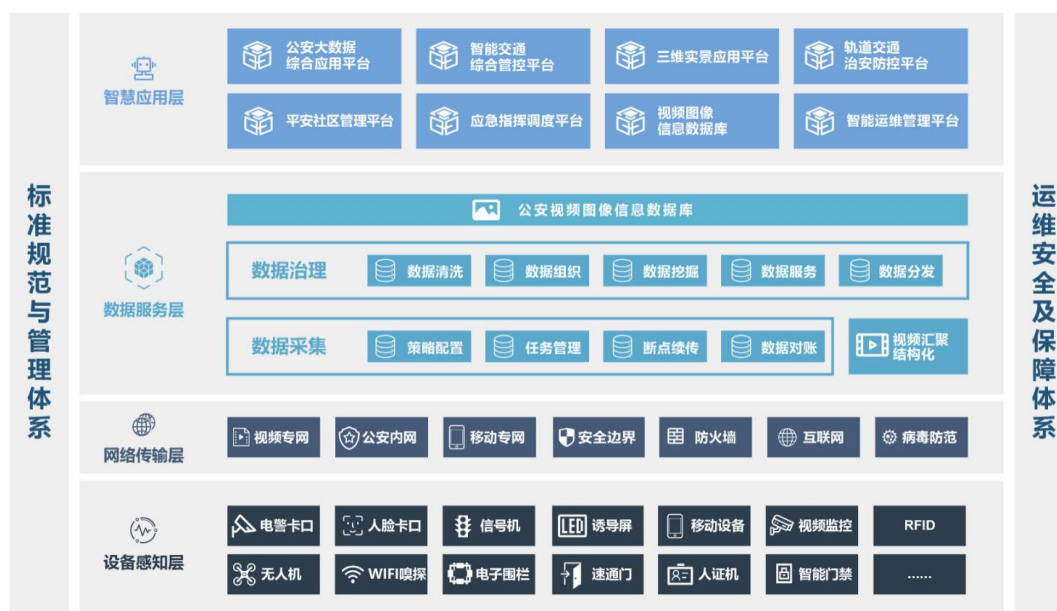 标准规范与管理体系
智慧应用层
公安大数据
综合应用平台
智能交通
综合管控平台
三维实景应用平台
轨道交通
治安防控平台
平安社区管理平台
应急指挥调度平台
视频图像
信息数据库
智能运维管理平台
数据服务层
公安视频图像信息数据库
数据治理
数据清洗
数据组织
数据挖掘
数据服务
数据分发
数据采集
策略配置
任务管理
断点续传
数据对账
视频汇聚
结构化
网络传输层
视频专网
公安内网
移动专网
安全边界
防火墙
互联网
病毒防范
设备感知层
电警卡口
人脸卡口
信号机
LED 诱导屏
移动设备
视频监控
RFID
无人机
WIFI嗅探
电子围栏
速通门
人证机
智能门禁
......
运维安全及保障体系